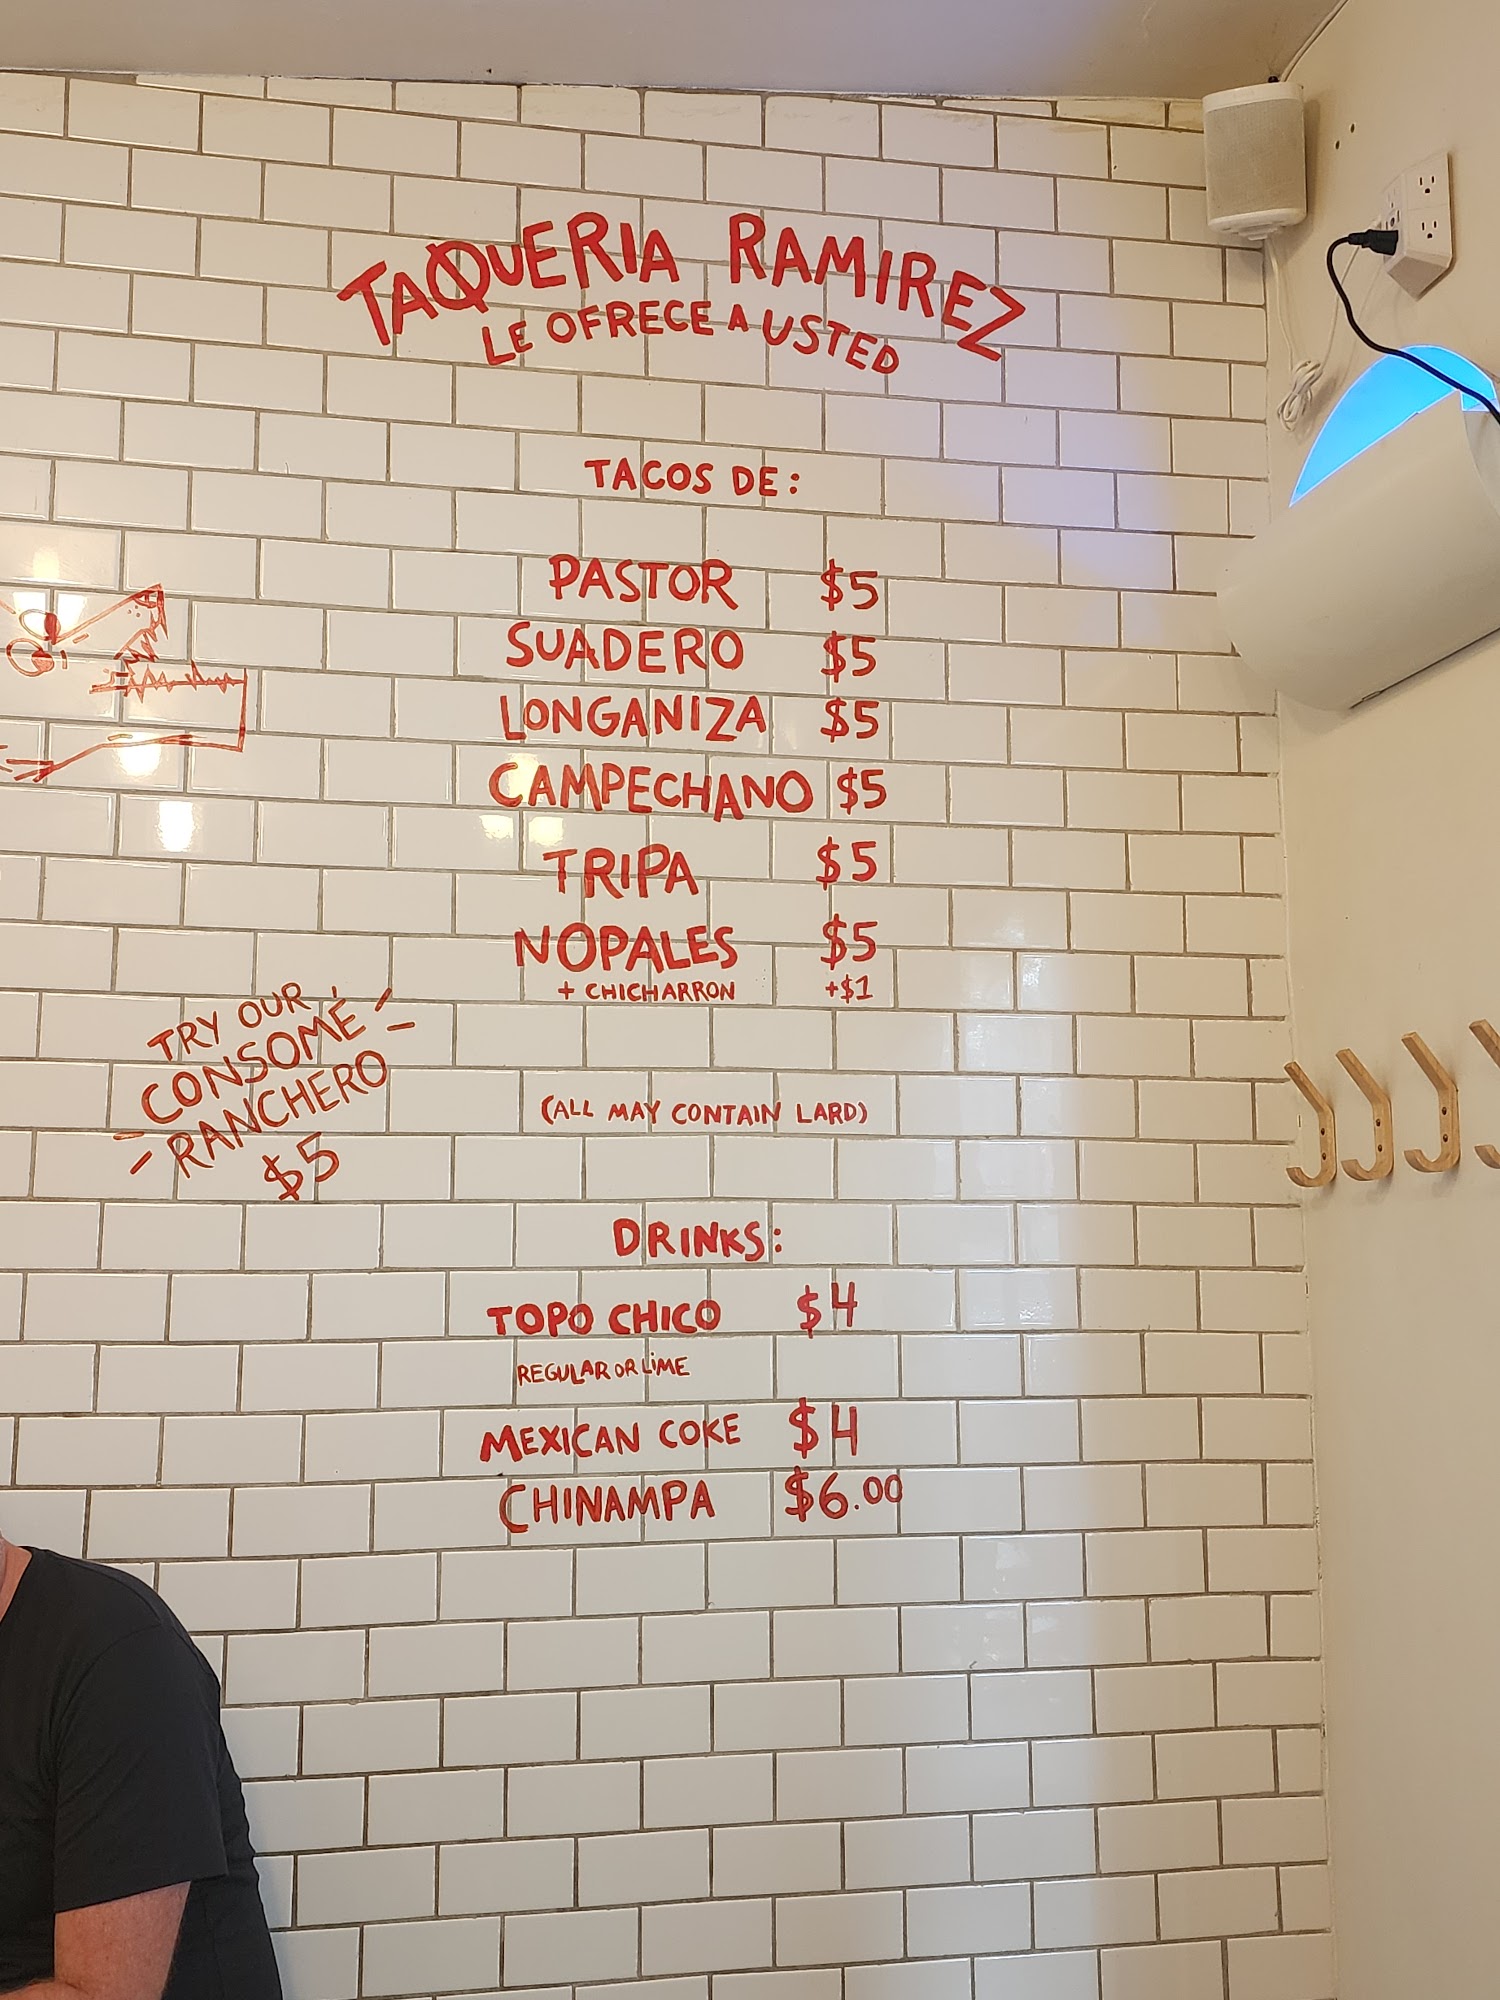 TAQUERIA RAMIREZ
LE OFRECE A USTED
TACOS DE:
PASTOR $5
SUADERO $5
LONGANIZA $5
CAMPECHANO $5
TRIPA $5
NOPALES $5
+ CHICHARRON +$1
(ALL MAY CONTAIN LARD)
TRY OUR
CONSOMÉ
RANCHERO
$5
DRINKS:
TOPO CHICO $4
REGULAR OR LIME
MEXICAN COKE $4
CHINAMPA $6.00